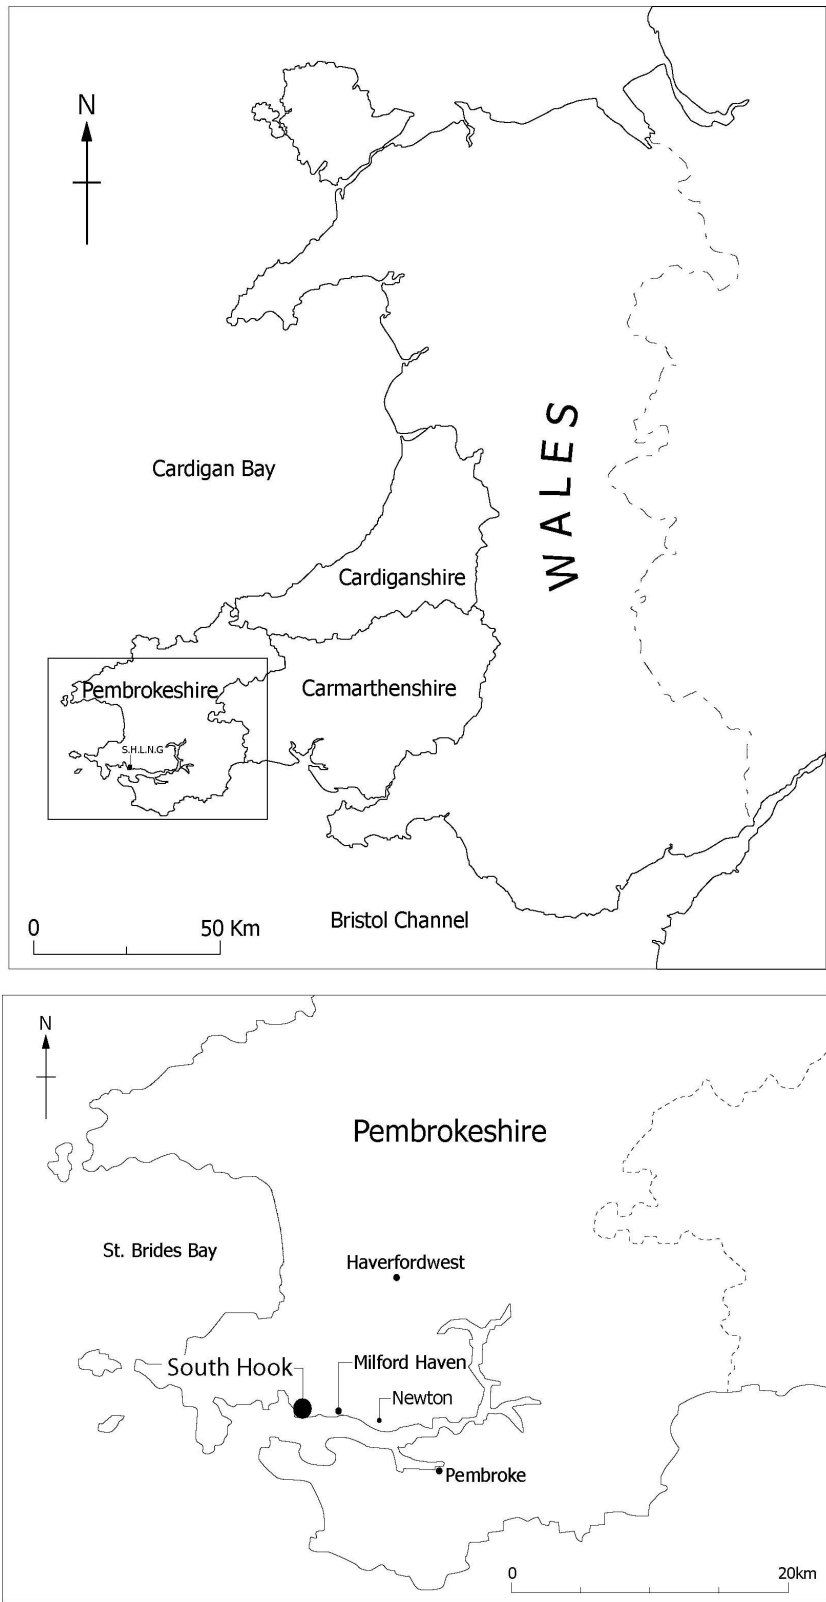 N
WALES
Cardigan Bay
Cardiganshire
Pembrokeshire
Carmarthenshire
S.H.L.N.G
0 50 Km
Bristol Channel
N
Pembrokeshire
St. Brides Bay
Haverfordwest
South Hook
Milford Haven
Newton
Pembroke
0 20km